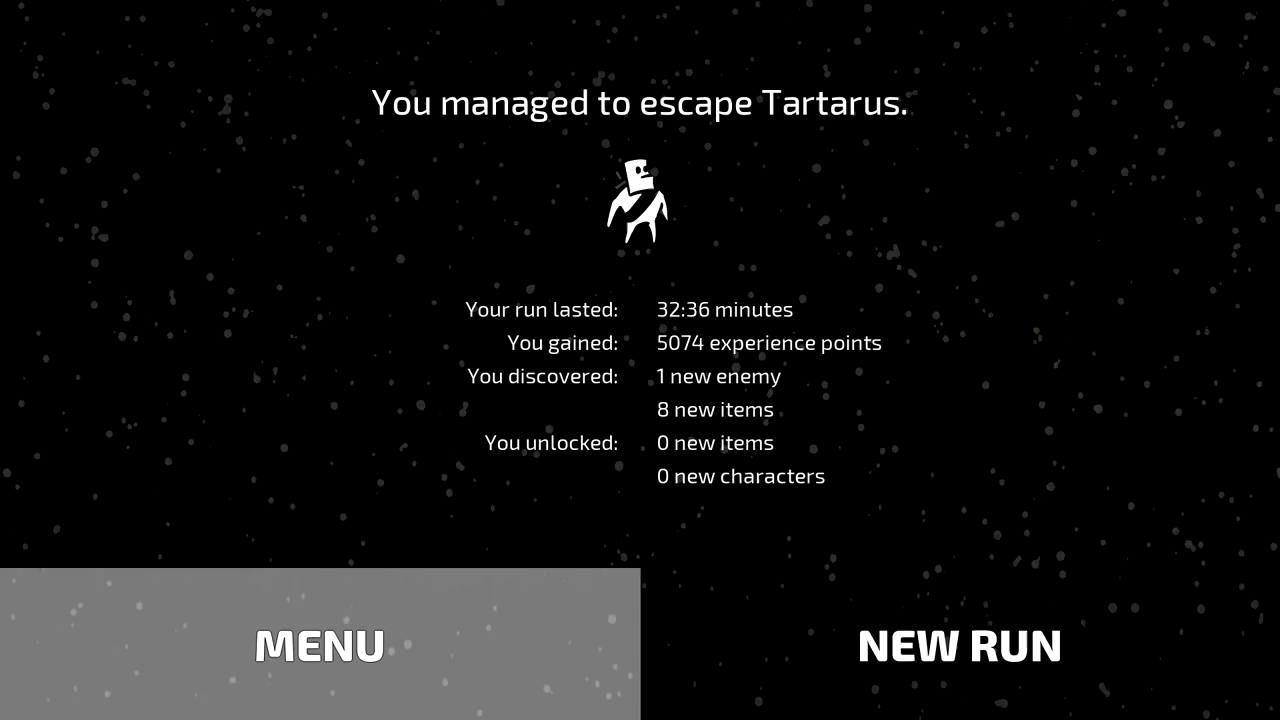 You managed to escape Tartarus.
Your run lasted: 32:36 minutes
You gained: 5074 experience points
You discovered: 1 new enemy
8 new items
You unlocked: 0 new items
0 new characters
MENU NEW RUN